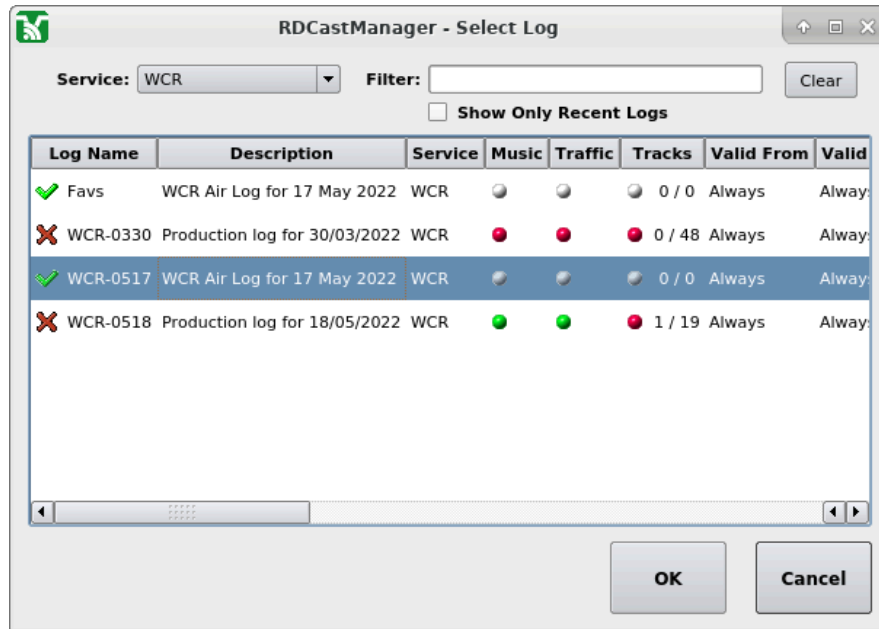 RDCastManager - Select Log
Service: WCR Filter: Clear
Show Only Recent Logs
Log Name Description Service Music Traffic Tracks Valid From Valid
Favs WCR Air Log for 17 May 2022 WCR 0 / 0 Always Always
WCR-0330 Production log for 30/03/2022 WCR 0 / 48 Always Always
WCR-0517 WCR Air Log for 17 May 2022 WCR 0 / 0 Always Always
WCR-0518 Production log for 18/05/2022 WCR 1 / 19 Always Always
OK Cancel